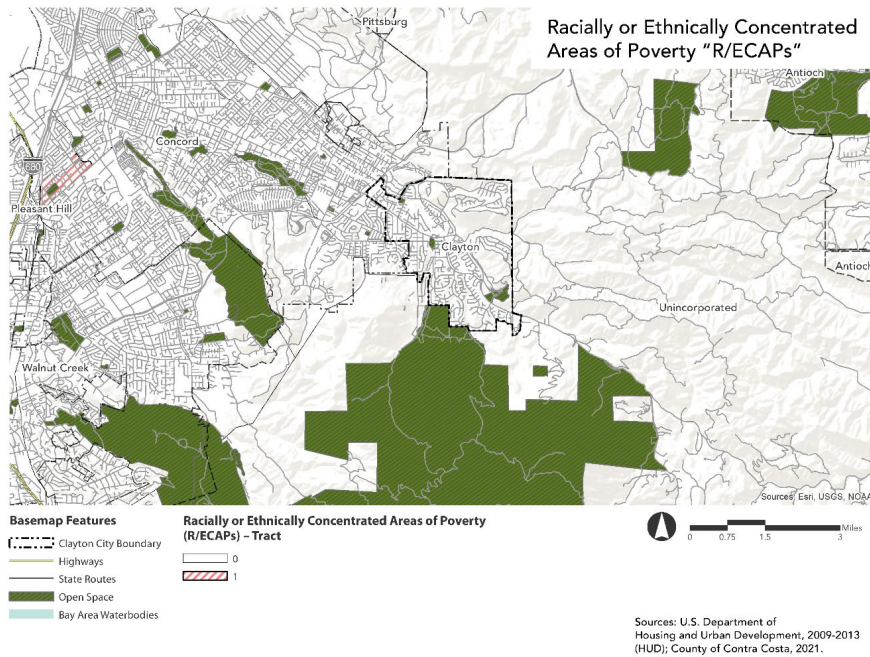 Pittsburg
Racially or Ethnically Concentrated
Areas of Poverty “R/ECAPs”
Antioch
Concord
680
Pleasant Hill
Clayton
Antioch
Unincorporated
Walnut Creek
Sources: Esri, USGS, NOAA
Basemap Features
Clayton City Boundary
Highways
State Routes
Open Space
Bay Area Waterbodies
Racially or Ethnically Concentrated Areas of Poverty
(R/ECAPs) – Tract
0
1
Miles
0 0.75 1.5 3
Sources: U.S. Department of
Housing and Urban Development, 2009-2013
(HUD); County of Contra Costa, 2021.